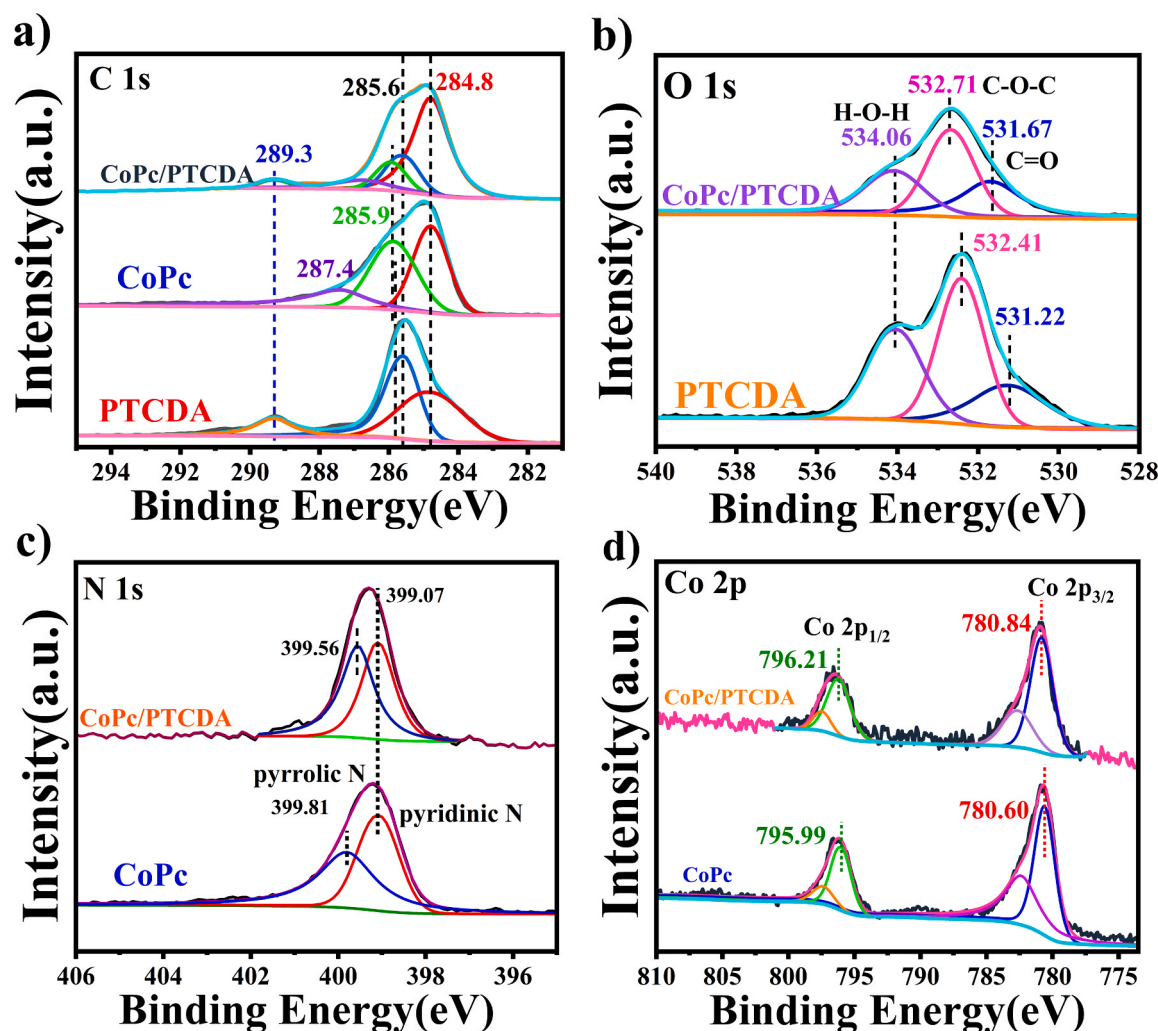 a)
C 1s
285.6
284.8
289.3
CoPc/PTCDA
285.9
287.4
CoPc
PTCDA
Intensity(a.u.)
294 292 290 288 286 284 282
Binding Energy(eV)
b)
O 1s
532.71 C-O-C
H-O-H
534.06
531.67
C=O
CoPc/PTCDA
532.41
531.22
PTCDA
Intensity(a.u.)
540 538 536 534 532 530 528
Binding Energy(eV)
c)
N 1s
399.07
399.56
CoPc/PTCDA
pyrrolic N
399.81
pyridinic N
CoPc
Intensity(a.u.)
406 404 402 400 398 396
Binding Energy(eV)
d)
Co 2p
Co 2p3/2
780.84
Co 2p1/2
796.21
CoPc/PTCDA
780.60
795.99
CoPc
Intensity(a.u.)
810 805 800 795 790 785 780 775
Binding Energy(eV)